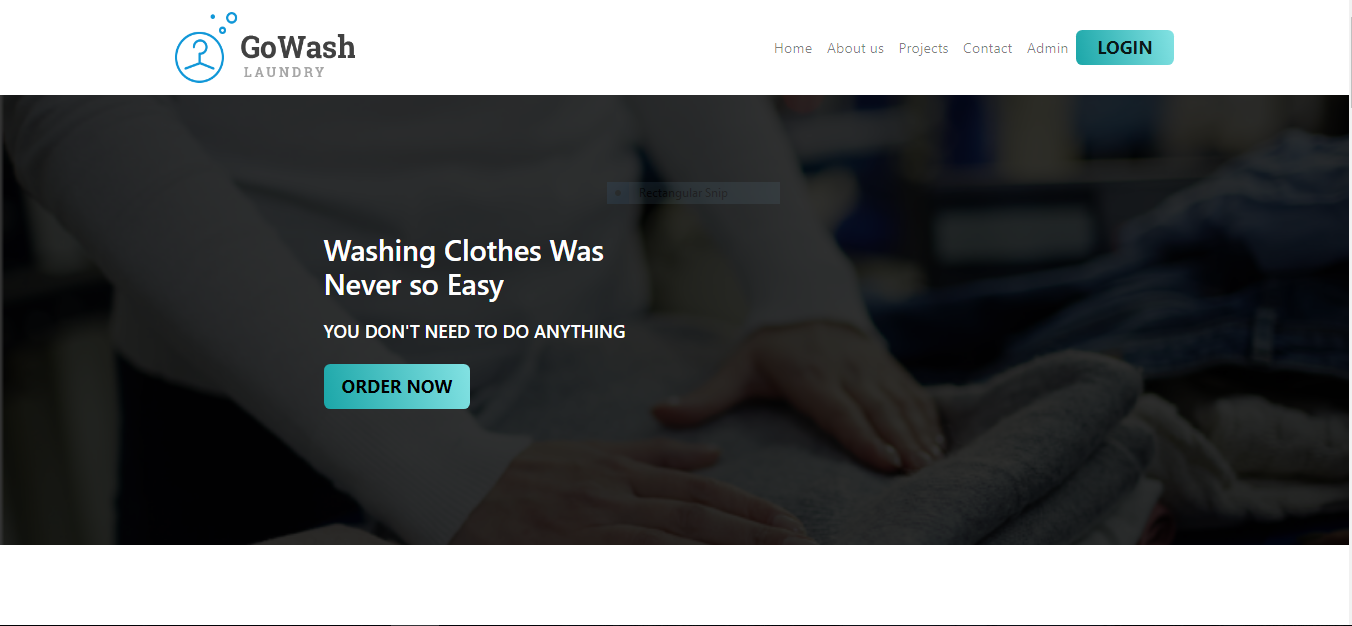 GoWash
LAUNDRY
Home About us Projects Contact Admin LOGIN
Rectangular Snip
Washing Clothes Was
Never so Easy
YOU DON'T NEED TO DO ANYTHING
ORDER NOW